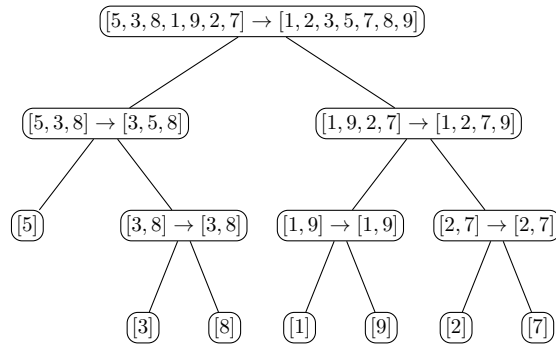 [5, 3, 8, 1, 9, 2, 7] → [1, 2, 3, 5, 7, 8, 9]
[5, 3, 8] → [3, 5, 8]
[1, 9, 2, 7] → [1, 2, 7, 9]
[5]
[3, 8] → [3, 8]
[1, 9] → [1, 9]
[2, 7] → [2, 7]
[3]
[8]
[1]
[9]
[2]
[7]